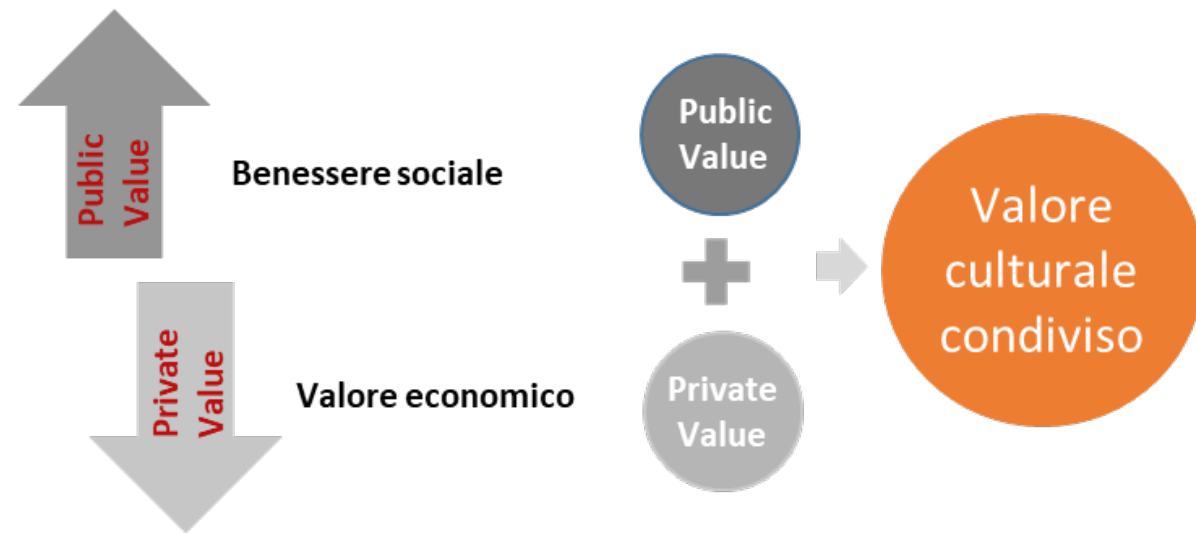 Public
Value
Benessere sociale
Private
Value
Valore economico
Public
Value
Private
Value
Valore
culturale
condiviso